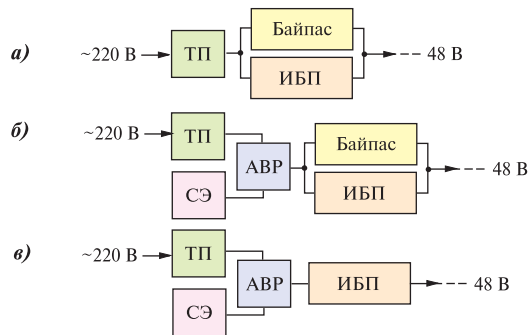 Байпас
а) ~220 В ТП 48 В
ИБП
б) ~220 В ТП Байпас
АВР 48 В
СЭ ИБП
в) ~220 В ТП
АВР ИБП 48 В
СЭ